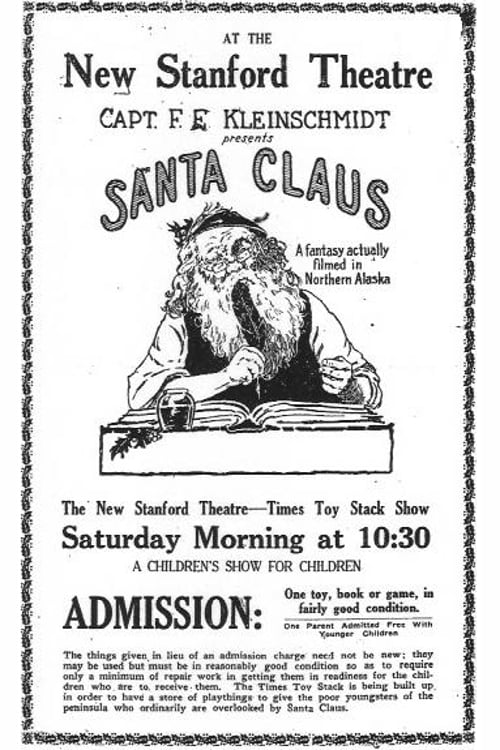 AT THE
New Stanford Theatre
CAPT. F. E. KLEINSCHMIDT
presents
SANTA CLAUS
A fantasy actually
filmed in
Northern Alaska
The New Stanford Theatre—Times Toy Stack Show
Saturday Morning at 10:30
A CHILDREN'S SHOW FOR CHILDREN
ADMISSION:
One toy, book or game, in
fairly good condition.
One Parent Admitted Free With
Younger Children
The things given in lieu of an admission charge need not be new; they
may be used but must be in reasonably good condition so as to require
only a minimum of repair work in getting them in readiness for the chil-
dren who are to receive them. The Times Toy Stack is being built up
in order to have a store of playthings to give the poor youngsters of the
peninsula who ordinarily are overlooked by Santa Claus.